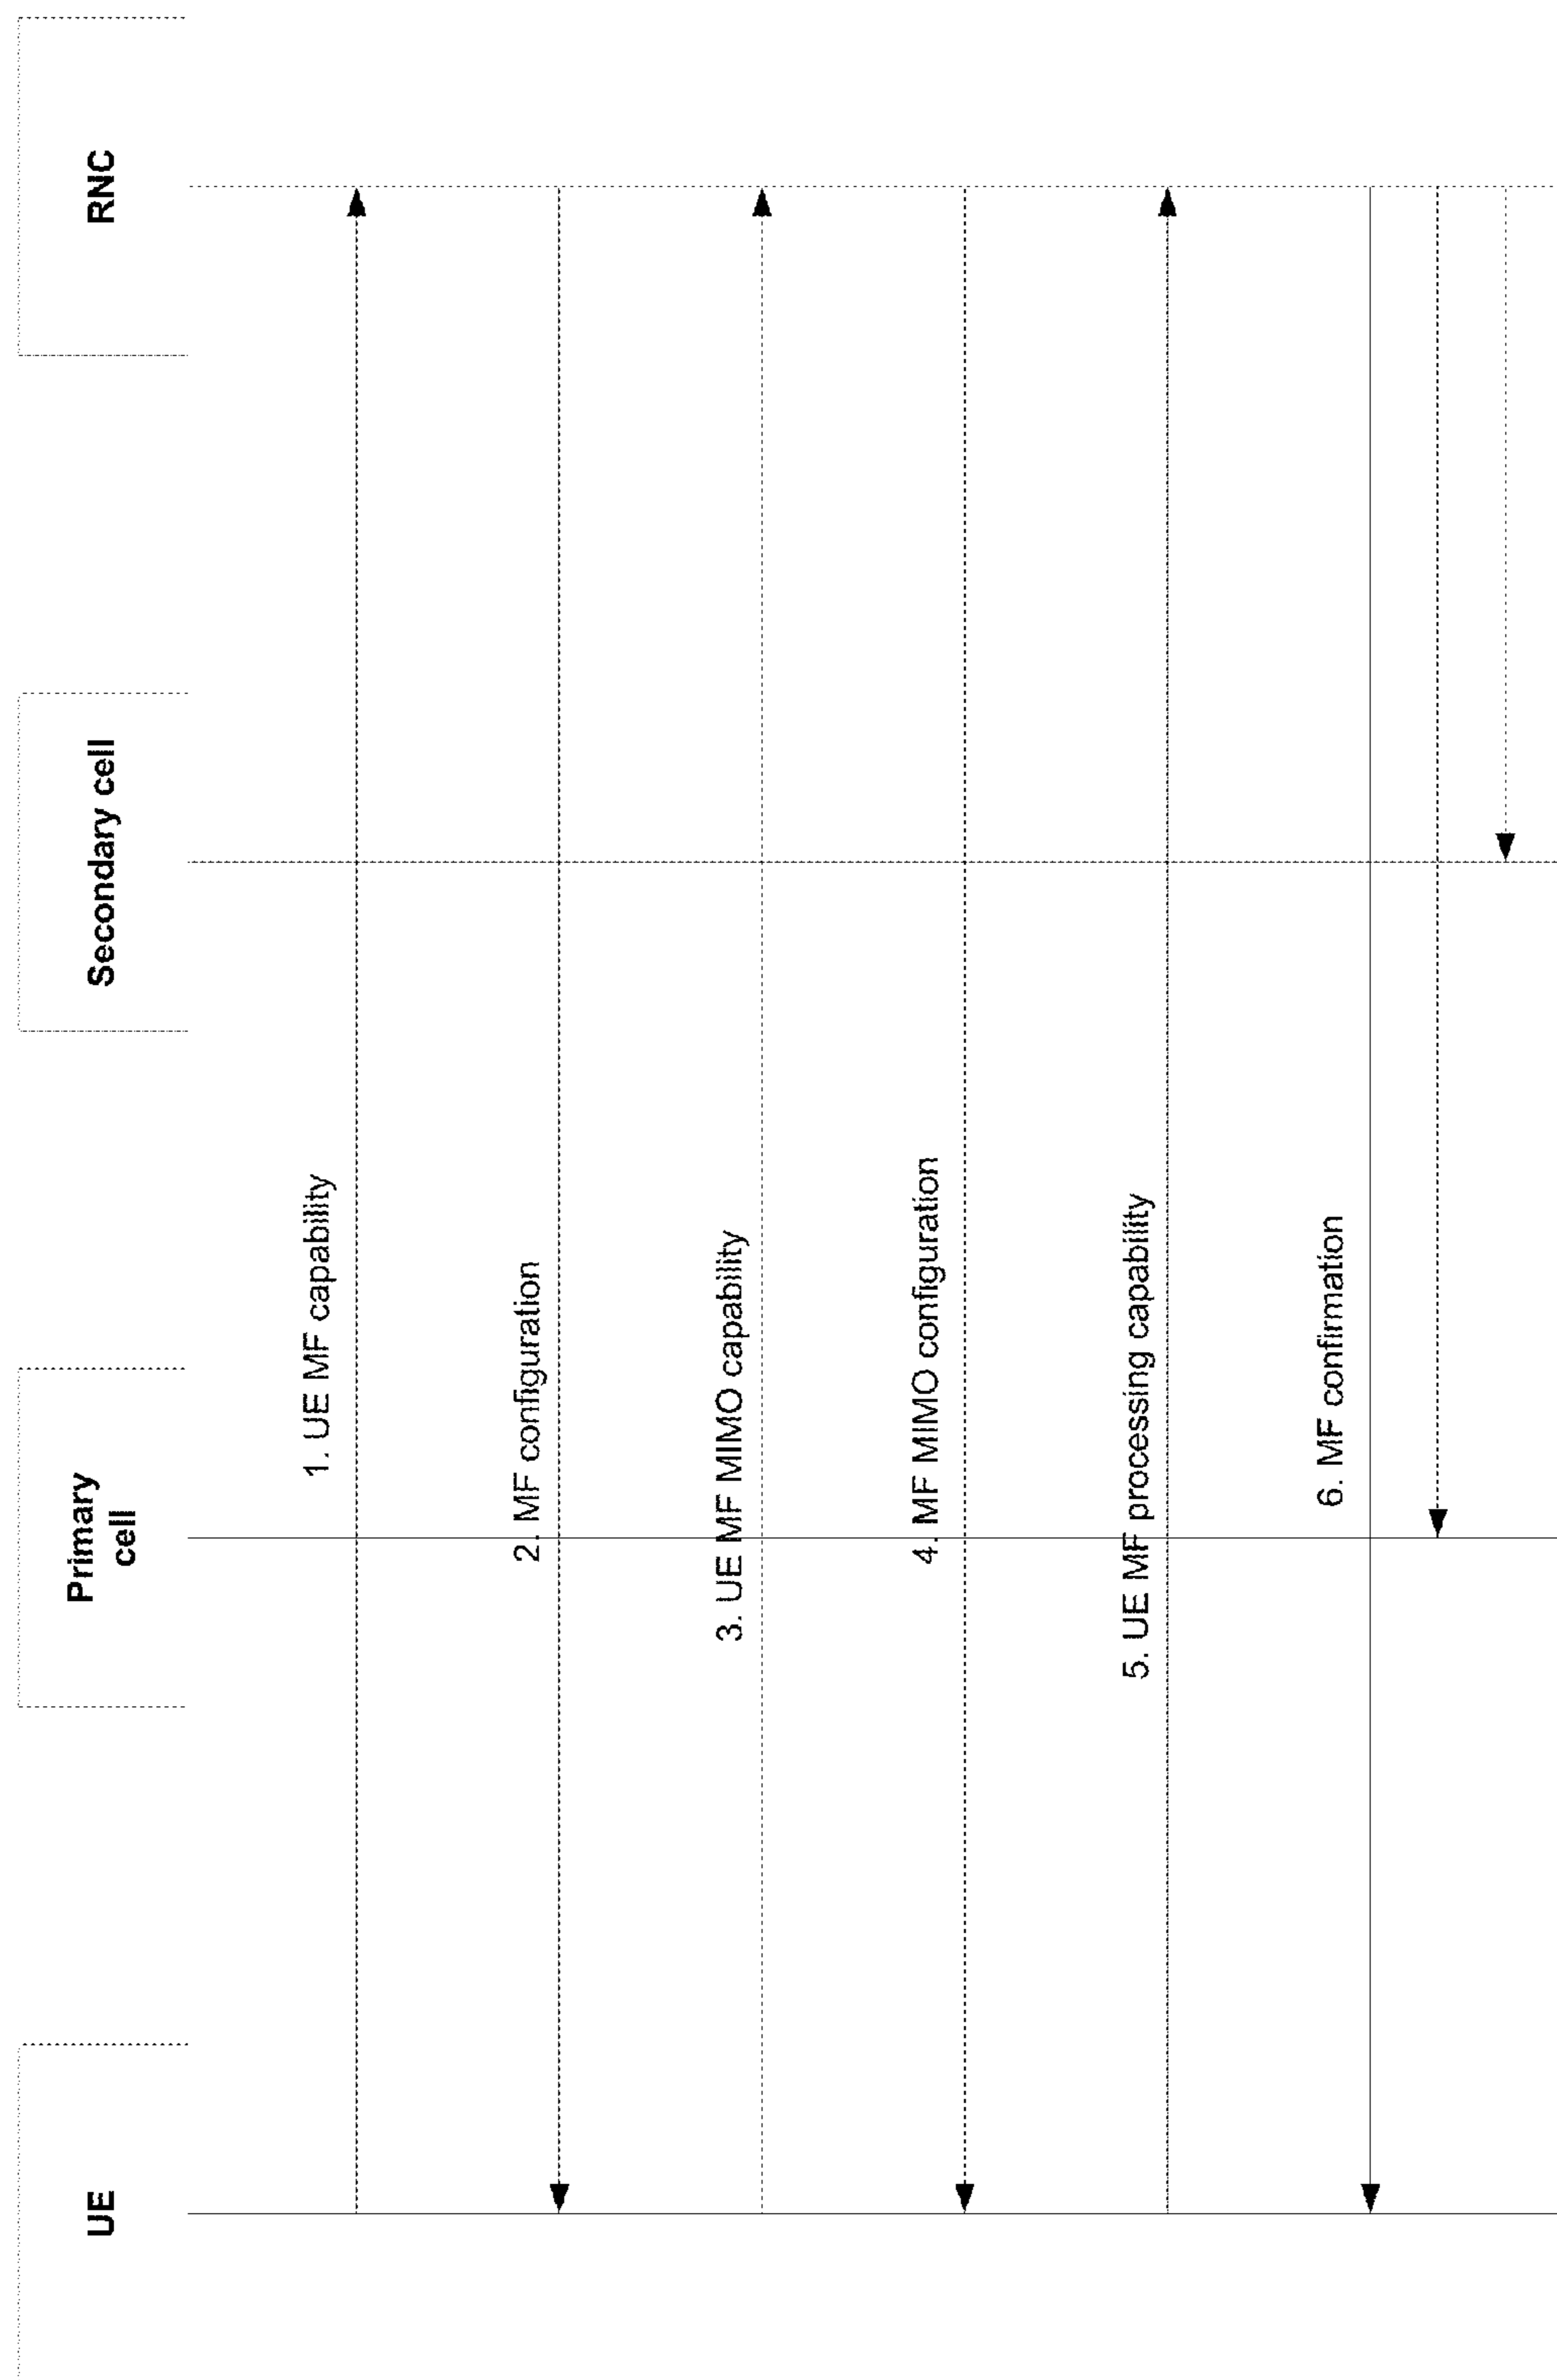 UE
Primary
cell
Secondary cell
RNC
1. UE MF capability
2. MF configuration
3. UE MF MIMO capability
4. MF MIMO configuration
5. UE MF processing capability
6. MF confirmation